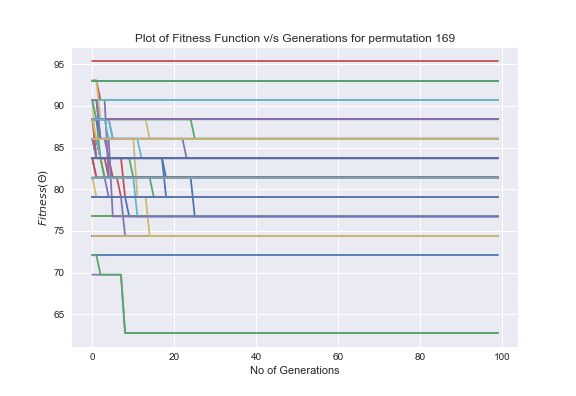 Plot of Fitness Function v/s Generations for permutation 169
95
90
85
80
75
70
65
Fitness(Θ)
0 20 40 60 80 100
No of Generations